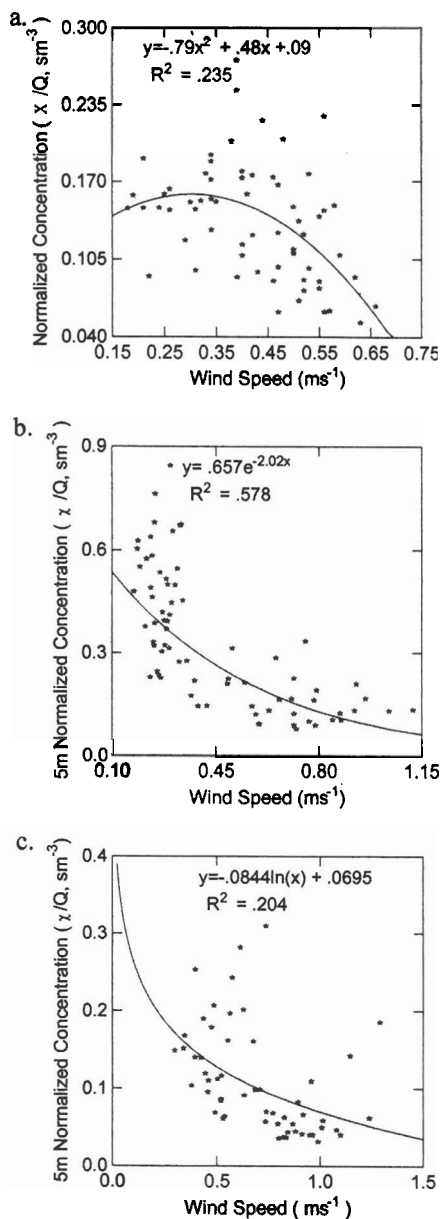 a.
0.300
0.235
0.170
0.105
0.040
Normalized Concentration ( X /Q, sm⁻³)
y=-.79x² + .48x +.09
R² = .235
0.15 0.25 0.35 0.45 0.55 0.65 0.75
Wind Speed (ms⁻¹)
b.
0.9
0.6
0.3
0.0
5m Normalized Concentration ( χ /Q, sm⁻³)
y= .657e⁻²·⁰²ˣ
R² = .578
0.10 0.45 0.80 1.15
Wind Speed (ms⁻¹)
c.
0.4
0.3
0.2
0.1
0.0
5m Normalized Concentration ( χ /Q, sm⁻³)
y=-.0844ln(x) + .0695
R² = .204
0.0 0.5 1.0 1.5
Wind Speed ( ms⁻¹)